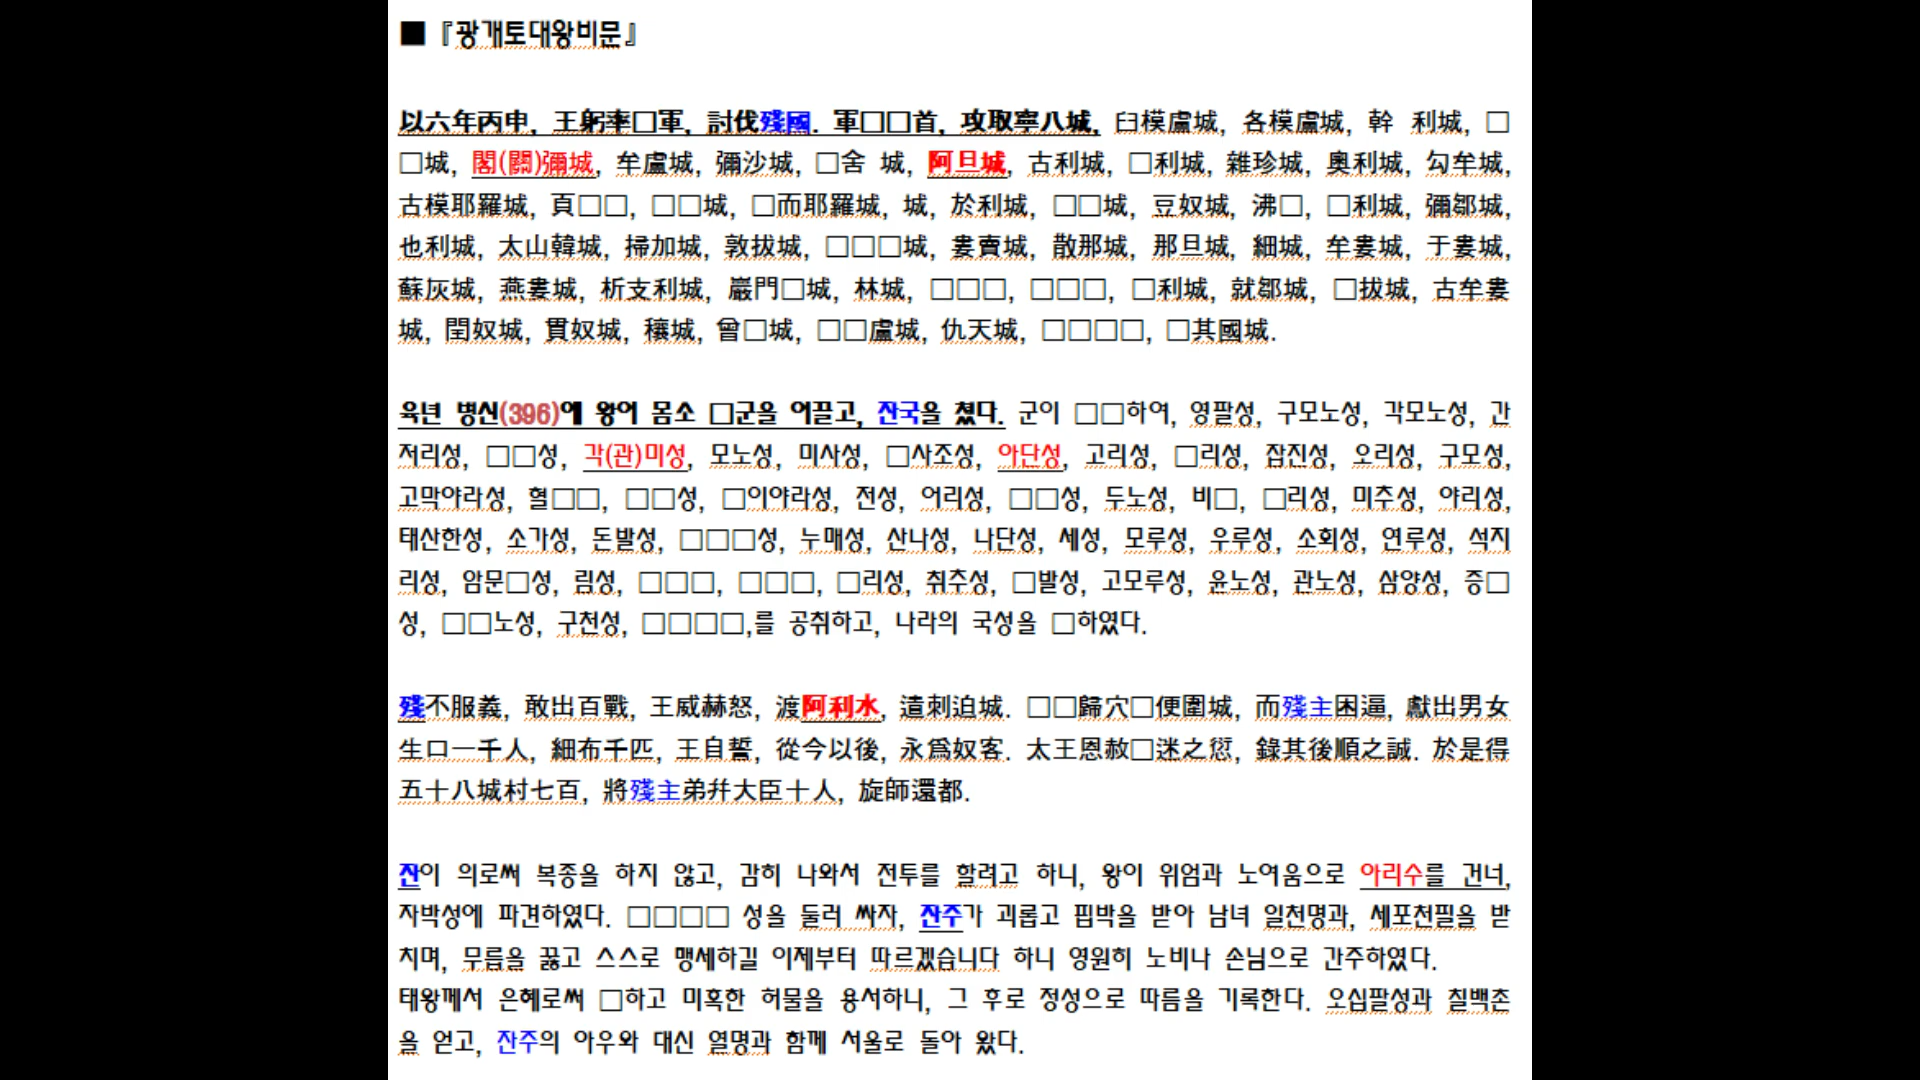 ■『광개토대왕비문』
以六年丙申, 王躬率□軍, 討伐殘國. 軍□□首, 攻取寧八城, 臼模盧城, 各模盧城, 幹 利城, □
□城, 閣(關)彌城, 牟盧城, 彌沙城, □舍 城, 阿旦城, 古利城, □利城, 雜珍城, 奧利城, 勾牟城,
古模耶羅城, 頁□□, □□城, □而耶羅城, 城, 於利城, □□城, 豆奴城, 沸□, □利城, 彌鄒城,
也利城, 太山韓城, 掃加城, 敦拔城, □□□城, 婁賣城, 散那城, 那旦城, 細城, 牟婁城, 于婁城,
蘇灰城, 燕婁城, 析支利城, 巖門□城, 林城, □□□, □□□, □利城, 就鄒城, □拔城, 古牟婁
城, 閏奴城, 貫奴城, 穰城, 曾□城, □□盧城, 仇天城, □□□□, □其國城.
육년 병신(396)에 왕이 몸소 □군을 이끌고, 잔국을 쳤다. 군이 □□하여, 영팔성, 구모노성, 각모노성, 간
저리성, □□성, 각(관)미성, 모노성, 미사성, □사조성, 아단성, 고리성, □리성, 잡진성, 오리성, 구모성,
고막야라성, 혈□□, □□성, □이야라성, 전성, 어리성, □□성, 두노성, 비□, □리성, 미추성, 야리성,
태산한성, 소가성, 돈발성, □□□성, 누매성, 산나성, 나단성, 세성, 모루성, 우루성, 소회성, 연루성, 석지
리성, 암문□성, 림성, □□□, □□□, □리성, 취추성, □발성, 고모루성, 윤노성, 관노성, 삼양성, 증□
성, □□노성, 구천성, □□□□,를 공취하고, 나라의 국성을 □하였다.
殘不服義, 敢出百戰, 王威赫怒, 渡阿利水, 遣刺迫城. □□歸穴□便圍城, 而殘主困逼, 獻出男女
生口一千人, 細布千匹, 王自誓, 從今以後, 永爲奴客. 太王恩赦□迷之愆, 錄其後順之誠. 於是得
五十八城村七百, 將殘主弟幷大臣十人, 旋師還都.
잔이 의로써 복종을 하지 않고, 감히 나와서 전투를 할려고 하니, 왕이 위엄과 노여움으로 아리수를 건너,
자박성에 파견하였다. □□□□ 성을 둘러 싸자, 잔주가 괴롭고 핍박을 받아 남녀 일천명과, 세포천필을 받
치며, 무릎을 꿇고 스스로 맹세하길 이제부터 따르겠습니다 하니 영원히 노비나 손님으로 간주하였다.
태왕께서 은혜로써 □하고 미혹한 허물을 용서하니, 그 후로 정성으로 따름을 기록한다. 오십팔성과 칠백촌
을 얻고, 잔주의 아우와 대신 열명과 함께 서울로 돌아 왔다.